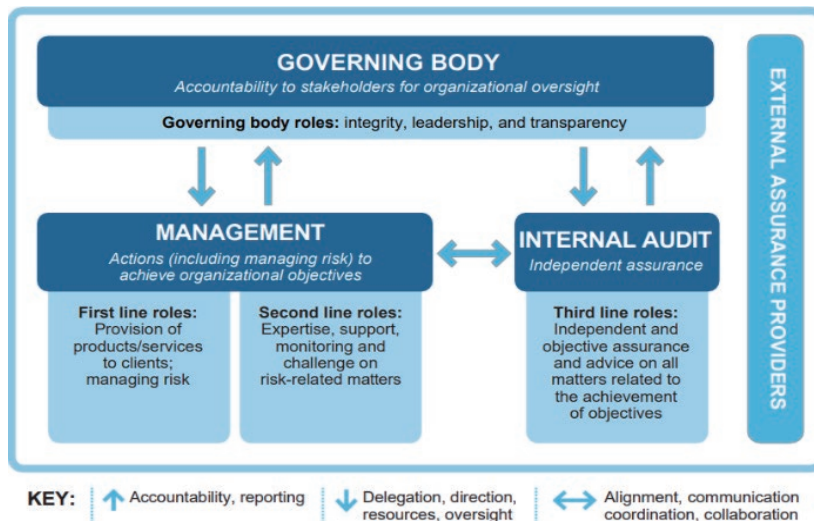 GOVERNING BODY
Accountability to stakeholders for organizational oversight
Governing body roles: integrity, leadership, and transparency
MANAGEMENT
Actions (including managing risk) to
achieve organizational objectives
First line roles:
Provision of
products/services
to clients;
managing risk
Second line roles:
Expertise, support,
monitoring and
challenge on
risk-related matters
INTERNAL AUDIT
Independent assurance
Third line roles:
Independent and
objective assurance
and advice on all
matters related to
the achievement
of objectives
EXTERNAL ASSURANCE PROVIDERS
KEY:
Accountability, reporting
Delegation, direction,
resources, oversight
Alignment, communication
coordination, collaboration